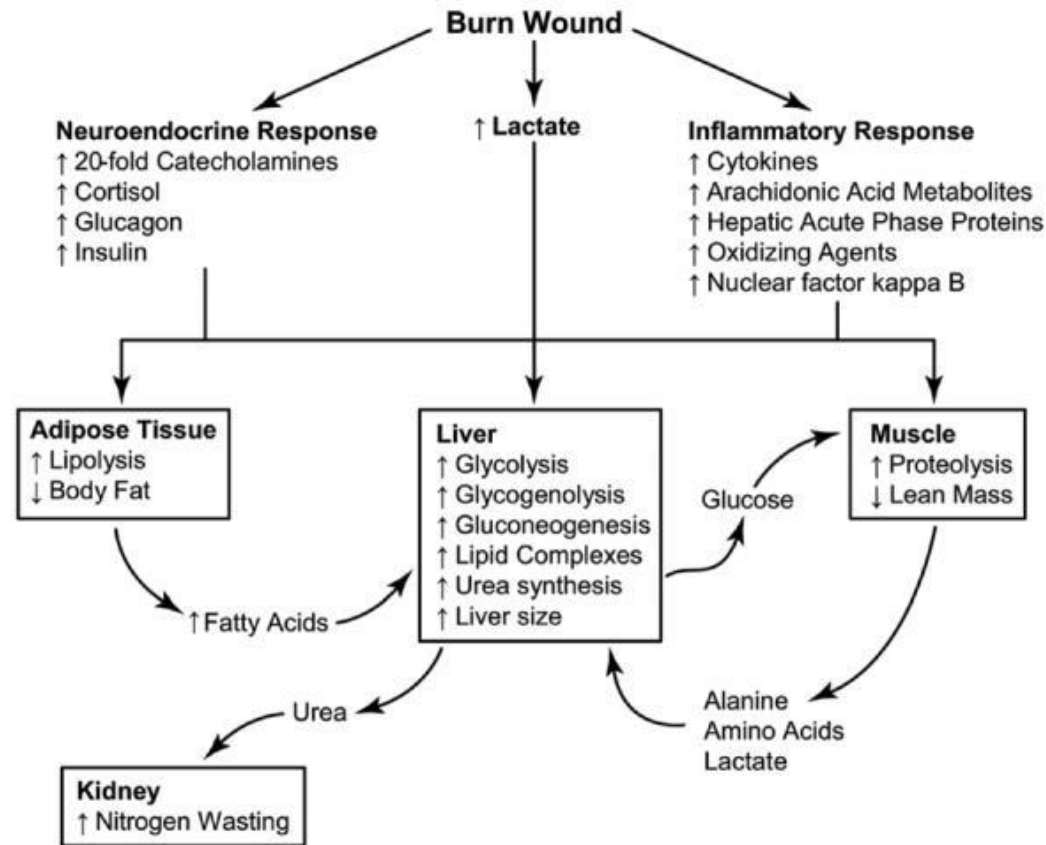 Burn Wound
Neuroendocrine Response
↑ 20-fold Catecholamines
↑ Cortisol
↑ Glucagon
↑ Insulin
↑ Lactate
Inflammatory Response
↑ Cytokines
↑ Arachidonic Acid Metabolites
↑ Hepatic Acute Phase Proteins
↑ Oxidizing Agents
↑ Nuclear factor kappa B
Adipose Tissue
↑ Lipolysis
↓ Body Fat
Liver
↑ Glycolysis
↑ Glycogenolysis
↑ Gluconeogenesis
↑ Lipid Complexes
↑ Urea synthesis
↑ Liver size
Glucose
Muscle
↑ Proteolysis
↓ Lean Mass
↑ Fatty Acids
Urea
Alanine
Amino Acids
Lactate
Kidney
↑ Nitrogen Wasting